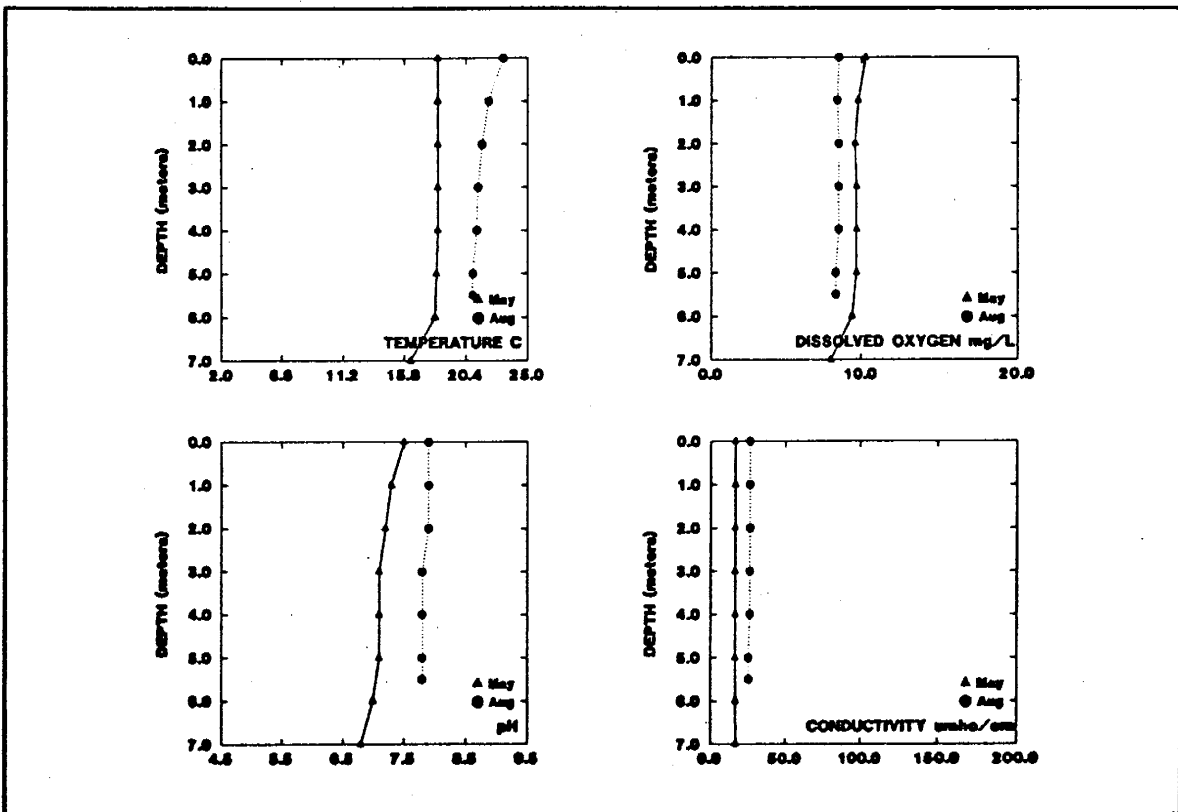 0.0
1.0
2.0
3.0
4.0
5.0
6.0
7.0
DEPTH (meters)
May
Aug
TEMPERATURE C
2.0 6.6 11.2 15.8 20.4 25.0
0.0
1.0
2.0
3.0
4.0
5.0
6.0
7.0
DEPTH (meters)
May
Aug
DISSOLVED OXYGEN mg/L
0.0 10.0 20.0
0.0
1.0
2.0
3.0
4.0
5.0
6.0
7.0
DEPTH (meters)
May
Aug
pH
4.5 5.5 6.5 7.5 8.5 9.5
0.0
1.0
2.0
3.0
4.0
5.0
6.0
7.0
DEPTH (meters)
May
Aug
CONDUCTIVITY umho/cm
0.0 50.0 100.0 150.0 200.0